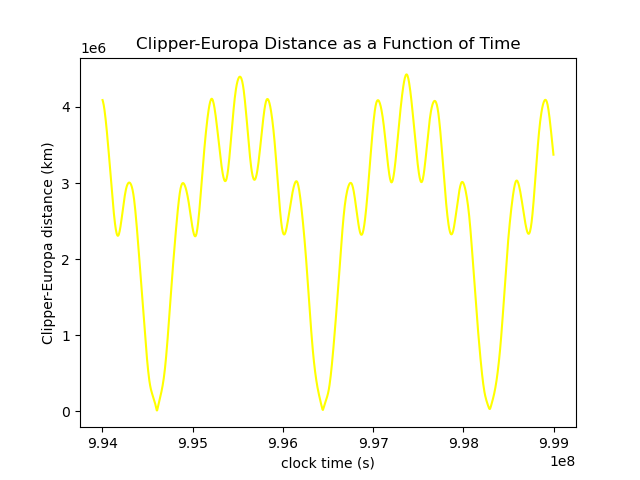 Clipper-Europa Distance as a Function of Time
1e6
4
3
2
1
0
Clipper-Europa distance (km)
9.94 9.95 9.96 9.97 9.98 9.99
1e8
clock time (s)